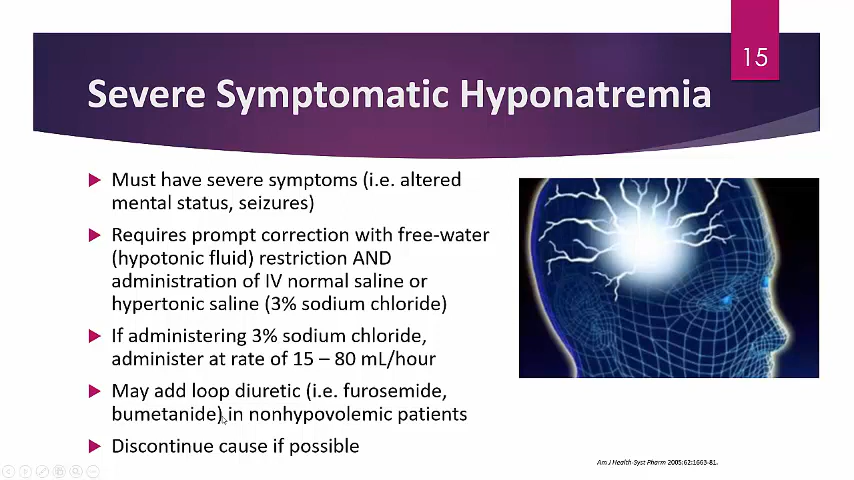 15
Severe Symptomatic Hyponatremia
Must have severe symptoms (i.e. altered
mental status, seizures)
Requires prompt correction with free-water
(hypotonic fluid) restriction AND
administration of IV normal saline or
hypertonic saline (3% sodium chloride)
If administering 3% sodium chloride,
administer at rate of 15 – 80 mL/hour
May add loop diuretic (i.e. furosemide,
bumetanide) in nonhypovolemic patients
Discontinue cause if possible
Am J Health-Syst Pharm 2005;62:1663-81.